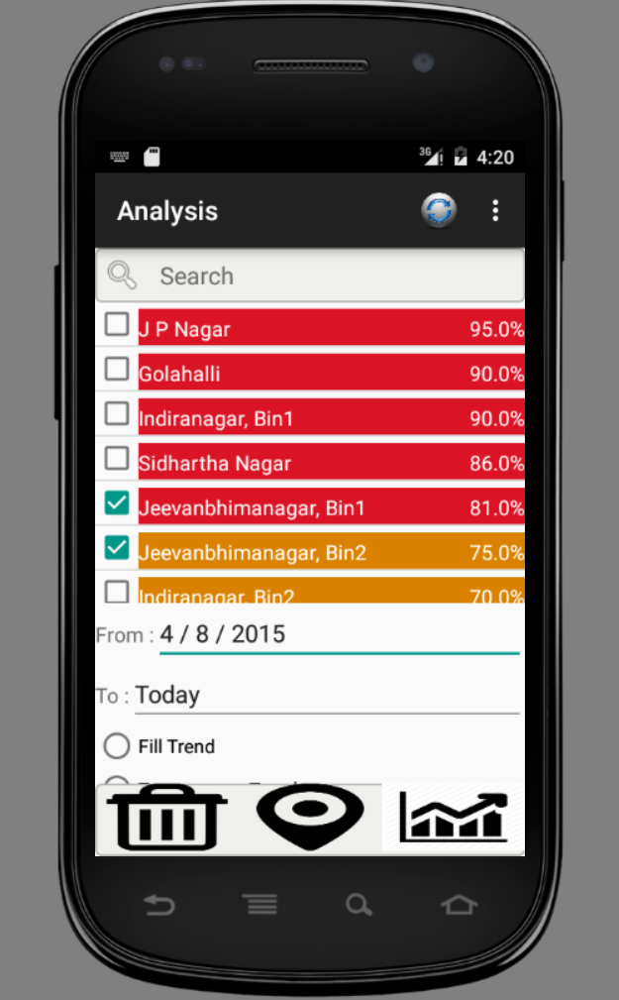 3G 4:20
Analysis
Search
J P Nagar 95.0%
Golahalli 90.0%
Indiranagar, Bin1 90.0%
Sidhartha Nagar 86.0%
Jeevanbhimanagar, Bin1 81.0%
Jeevanbhimanagar, Bin2 75.0%
Indiranagar, Bin2 70.0%
From : 4 / 8 / 2015
To : Today
Fill Trend